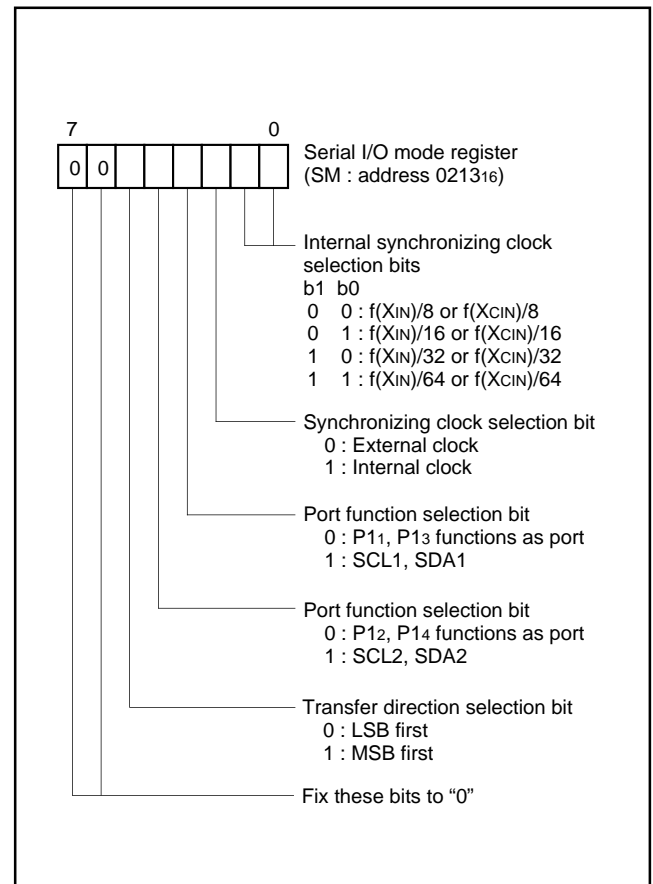 7 0
0 0
Serial I/O mode register
(SM : address 021316)
Internal synchronizing clock
selection bits
b1 b0
0 0 : f(XIN)/8 or f(XCIN)/8
0 1 : f(XIN)/16 or f(XCIN)/16
1 0 : f(XIN)/32 or f(XCIN)/32
1 1 : f(XIN)/64 or f(XCIN)/64
Synchronizing clock selection bit
0 : External clock
1 : Internal clock
Port function selection bit
0 : P11, P13 functions as port
1 : SCL1, SDA1
Port function selection bit
0 : P12, P14 functions as port
1 : SCL2, SDA2
Transfer direction selection bit
0 : LSB first
1 : MSB first
Fix these bits to “0”